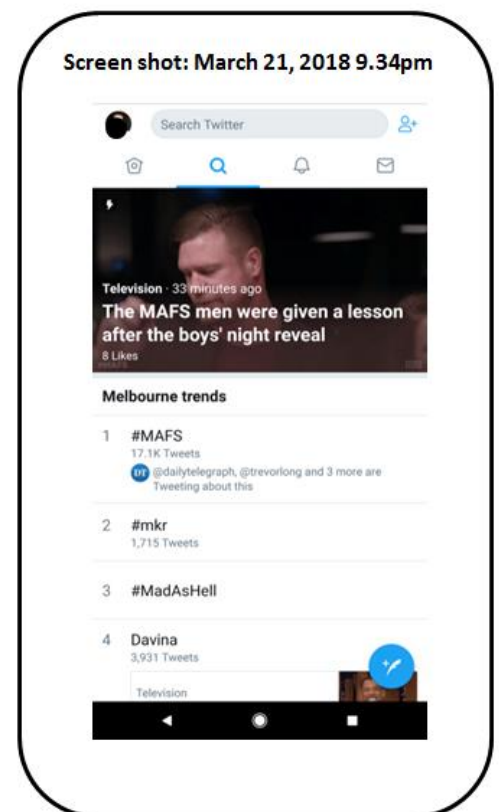 Screen shot: March 21, 2018 9.34pm
Search Twitter
Television · 33 minutes ago
The MAFS men were given a lesson
after the boys' night reveal
8 Likes
Melbourne trends
1 #MAFS
17.1K Tweets
DT @dailytelegraph, @trevorlong and 3 more are
Tweeting about this
2 #mkr
1,715 Tweets
3 #MadAsHell
4 Davina
3,931 Tweets
Television